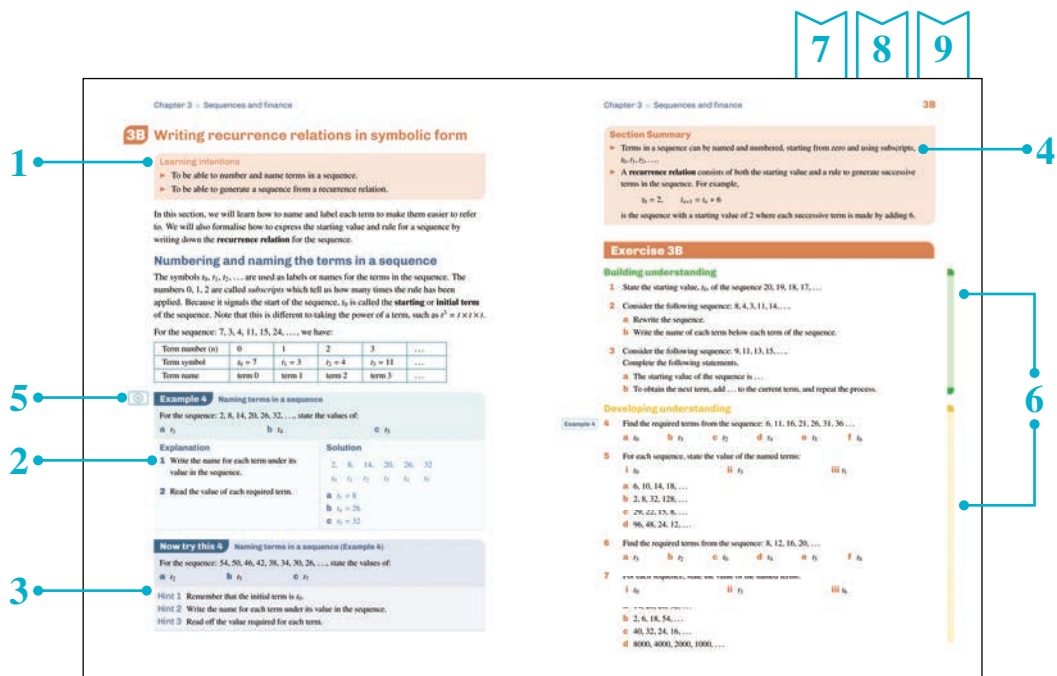 7 8 9
Chapter 3 ▫ Sequences and finance
3B Writing recurrence relations in symbolic form
1
Learning intentions
▶ To be able to number and name terms in a sequence.
▶ To be able to generate a sequence from a recurrence relation.
In this section, we will learn how to name and label each term to make them easier to refer
to. We will also formalise how to express the starting value and rule for a sequence by
writing down the recurrence relation for the sequence.
Numbering and naming the terms in a sequence
The symbols t₀, t₁, t₂, … are used as labels or names for the terms in the sequence. The
numbers 0, 1, 2 are called subscripts which tell us how many times the rule has been
applied. Because it signals the start of the sequence, t₀ is called the starting or initial term
of the sequence. Note that this is different to taking the power of a term, such as t³ = t × t × t.
For the sequence: 7, 3, 4, 11, 15, 24, …, we have:
Term number (n) 0 1 2 3 …
Term symbol t₀ = 7 t₁ = 3 t₂ = 4 t₃ = 11 …
Term name term 0 term 1 term 2 term 3 …
5
Example 4 Naming terms in a sequence
For the sequence: 2, 8, 14, 20, 26, 32, …, state the values of:
a t₁ b t₄ c t₅
Explanation Solution
2
1 Write the name for each term under its
value in the sequence.
2, 8, 14, 20, 26, 32
t₀ t₁ t₂ t₃ t₄ t₅
2 Read the value of each required term.
a t₁ = 8
b t₄ = 26
c t₅ = 32
Now try this 4 Naming terms in a sequence (Example 4)
For the sequence: 54, 50, 46, 42, 38, 34, 30, 26, …, state the values of:
a t₂ b c
3
Hint 1 Remember that the initial term is t₀.
Hint 2 Write the name for each term under its value in the sequence.
Hint 3 Read off the value required for each term.
Chapter 3 ▫ Sequences and finance 3B
Section Summary
▶ Terms in a sequence can be named and numbered, starting from zero and using subscripts,
t₀, t₁, t₂, ….
4
▶ A recurrence relation consists of both the starting value and a rule to generate successive
terms in the sequence. For example,
t₀ = 2, tₙ₊₁ = tₙ + 6
is the sequence with a starting value of 2 where each successive term is made by adding 6.
Exercise 3B
Building understanding
1 State the starting value, t₀, of the sequence 20, 19, 18, 17, …
2 Consider the following sequence: 8, 4, 3, 11, 14, …
a Rewrite the sequence.
b Write the name of each term below each term of the sequence.
3 Consider the following sequence: 9, 11, 13, 15, ….
Complete the following statements.
a The starting value of the sequence is …
b To obtain the next term, add … to the current term, and repeat the process.
6
Developing understanding
Example 4 4 Find the required terms from the sequence: 6, 11, 16, 21, 26, 31, 36 …
a t₀ b c t₂ d t₄ e f
5 For each sequence, state the value of the named terms:
i t₀ ii t₃ iii t₁
a 6, 10, 14, 18, …
b 2, 8, 32, 128, …
c 29, 22, 15, 8, …
d 96, 48, 24, 12, …
6 Find the required terms from the sequence: 8, 12, 16, 20, …
a b t₂ c d t₄ e f
7 For each sequence, state the value of the named terms:
i t₀ ii iii
b 2, 6, 18, 54, …
c 40, 32, 24, 16, …
d 8000, 4000, 2000, 1000, …